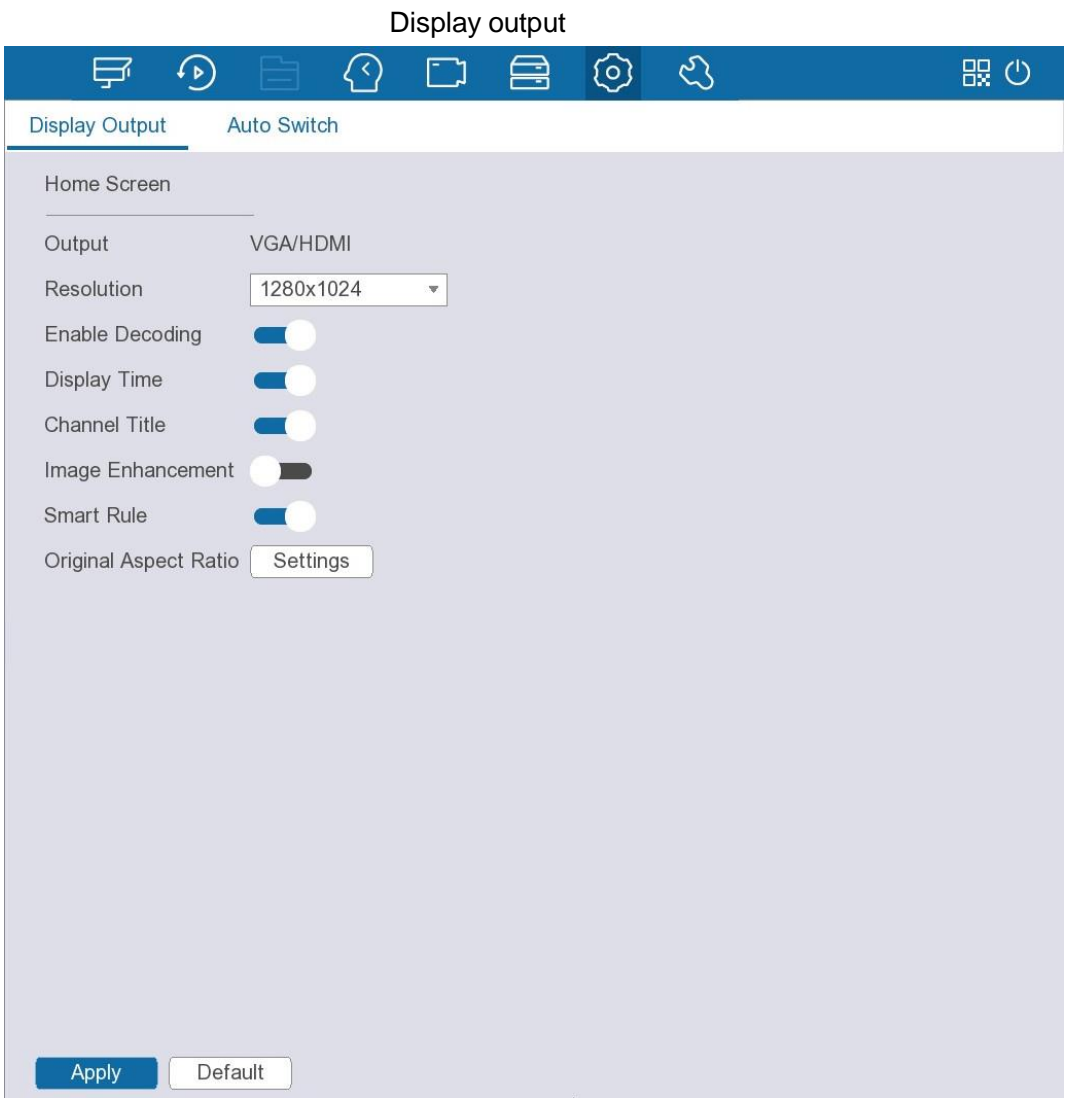 Display output
Display Output Auto Switch
Home Screen
Output VGA/HDMI
Resolution 1280x1024
Enable Decoding
Display Time
Channel Title
Image Enhancement
Smart Rule
Original Aspect Ratio Settings
Apply Default